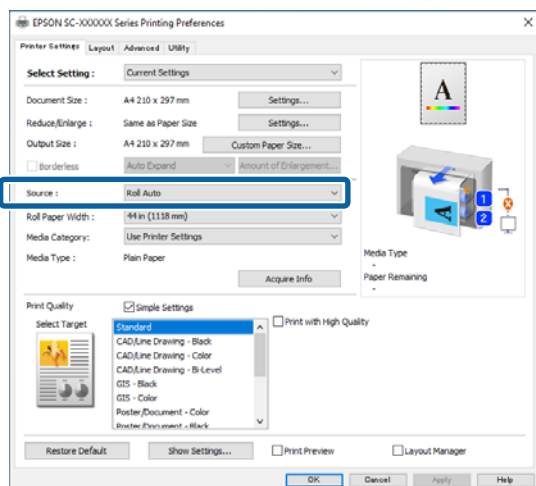 EPSON SC-XXXXXX Series Printing Preferences
Printer Settings Layout Advanced Utility
Select Setting : Current Settings
Document Size : A4 210 x 297 mm Settings...
Reduce/Enlarge : Same as Paper Size Settings...
Output Size : A4 210 x 297 mm Custom Paper Size...
Borderless Auto Expand Amount of Enlargement...
Source : Roll Auto
Roll Paper Width : 44 in (1118 mm)
Media Category: Use Printer Settings
Media Type : Plain Paper
Acquire Info
A
A
1
2
Media Type
-
Paper Remaining
-
Print Quality Simple Settings
Select Target
Standard
CAD/Line Drawing - Black
CAD/Line Drawing - Color
CAD/Line Drawing - Bi-Level
GIS - Black
GIS - Color
Poster/Document - Color
Poster/Document - Black
Print with High Quality
Restore Default Show Settings... Print Preview Layout Manager
OK Cancel Apply Help